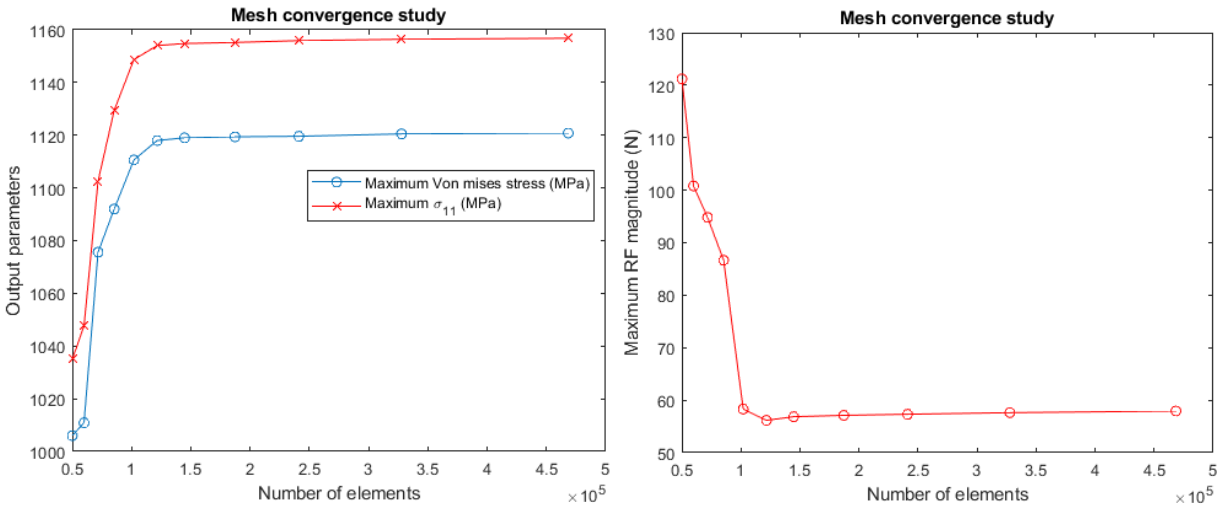 Mesh convergence study
1160
1140
1120
1100
1080
1060
1040
1020
1000
Output parameters
Maximum Von mises stress (MPa)
Maximum σ11 (MPa)
0.5 1 1.5 2 2.5 3 3.5 4 4.5 5
Number of elements
×10^5
Mesh convergence study
130
120
110
100
90
80
70
60
50
Maximum RF magnitude (N)
0.5 1 1.5 2 2.5 3 3.5 4 4.5 5
Number of elements
×10^5